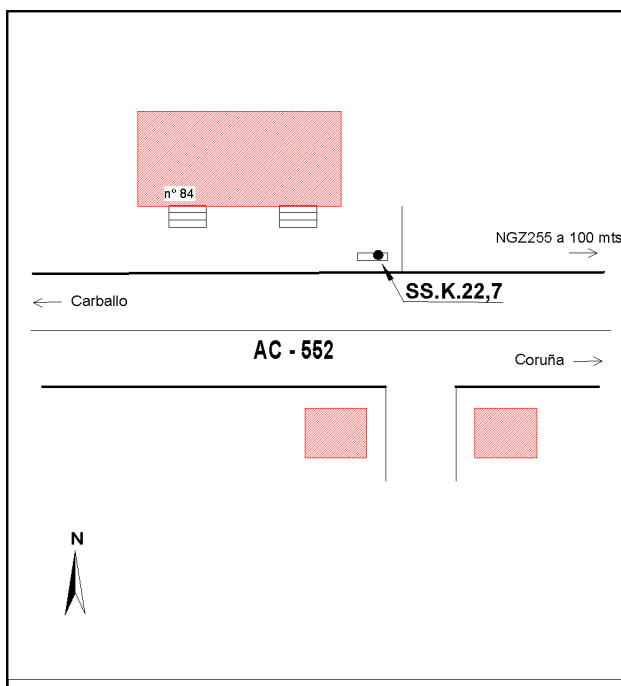 nº 84
NGZ255 a 100 mts
SS.K.22,7
Carballo
AC - 552
Coruña
N